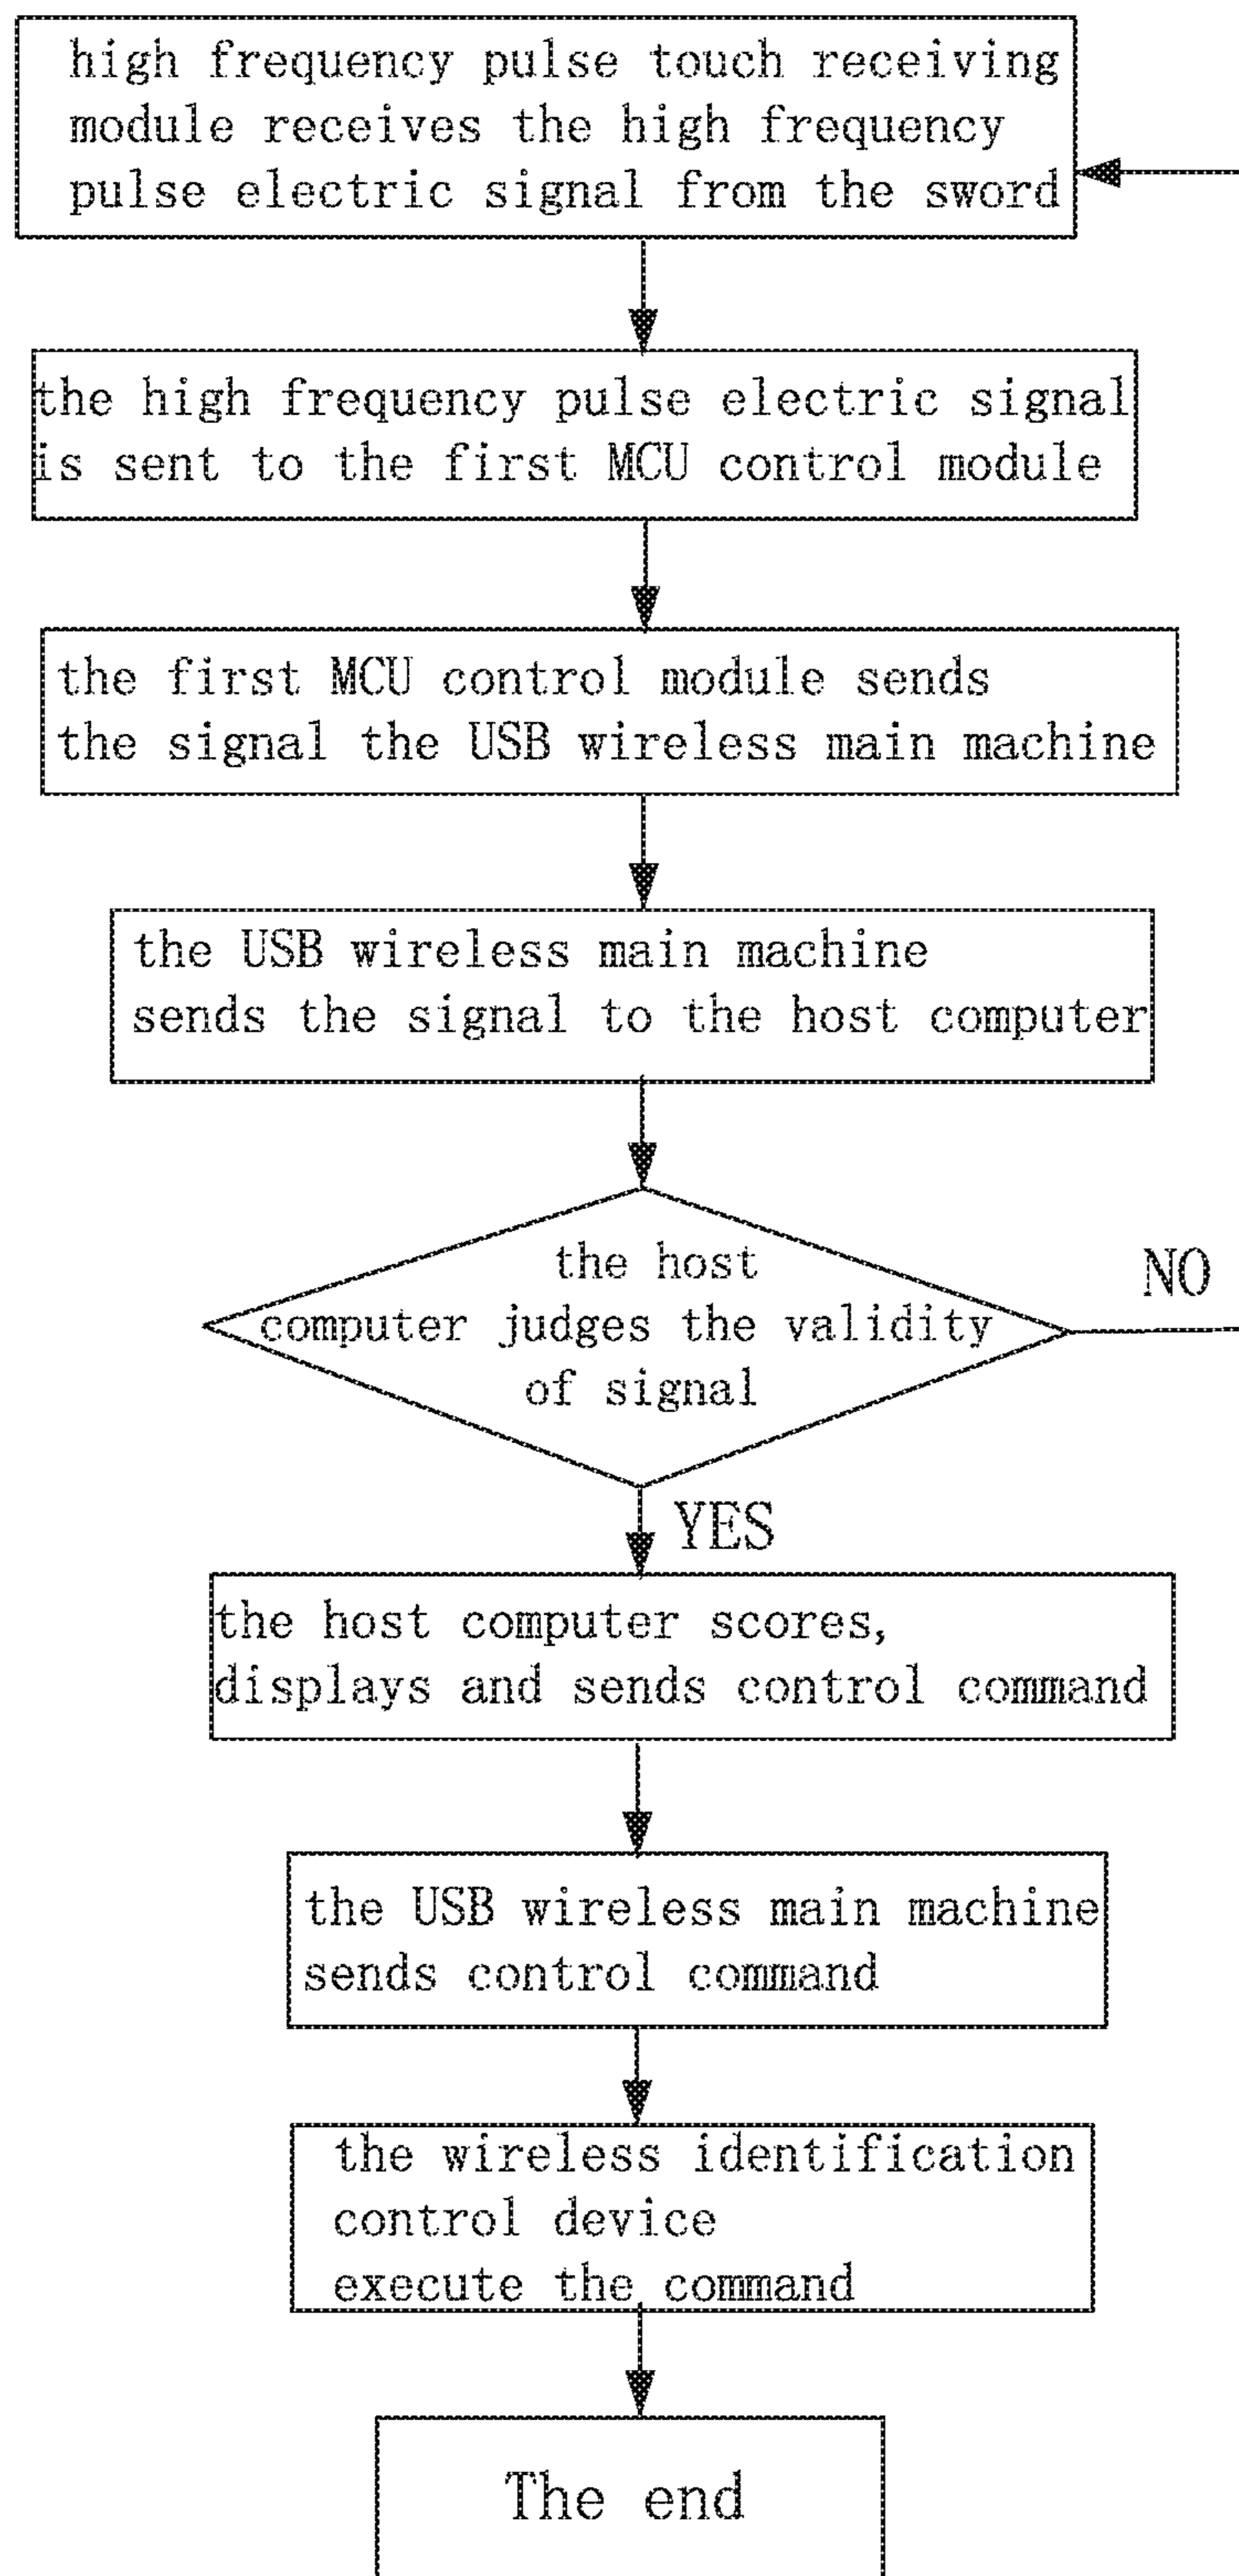 high frequency pulse touch receiving
module receives the high frequency
pulse electric signal from the sword
the high frequency pulse electric signal
is sent to the first MCU control module
the first MCU control module sends
the signal the USB wireless main machine
the USB wireless main machine
sends the signal to the host computer
the host
computer judges the validity
of signal
NO
YES
the host computer scores,
displays and sends control command
the USB wireless main machine
sends control command
the wireless identification
control device
execute the command
The end